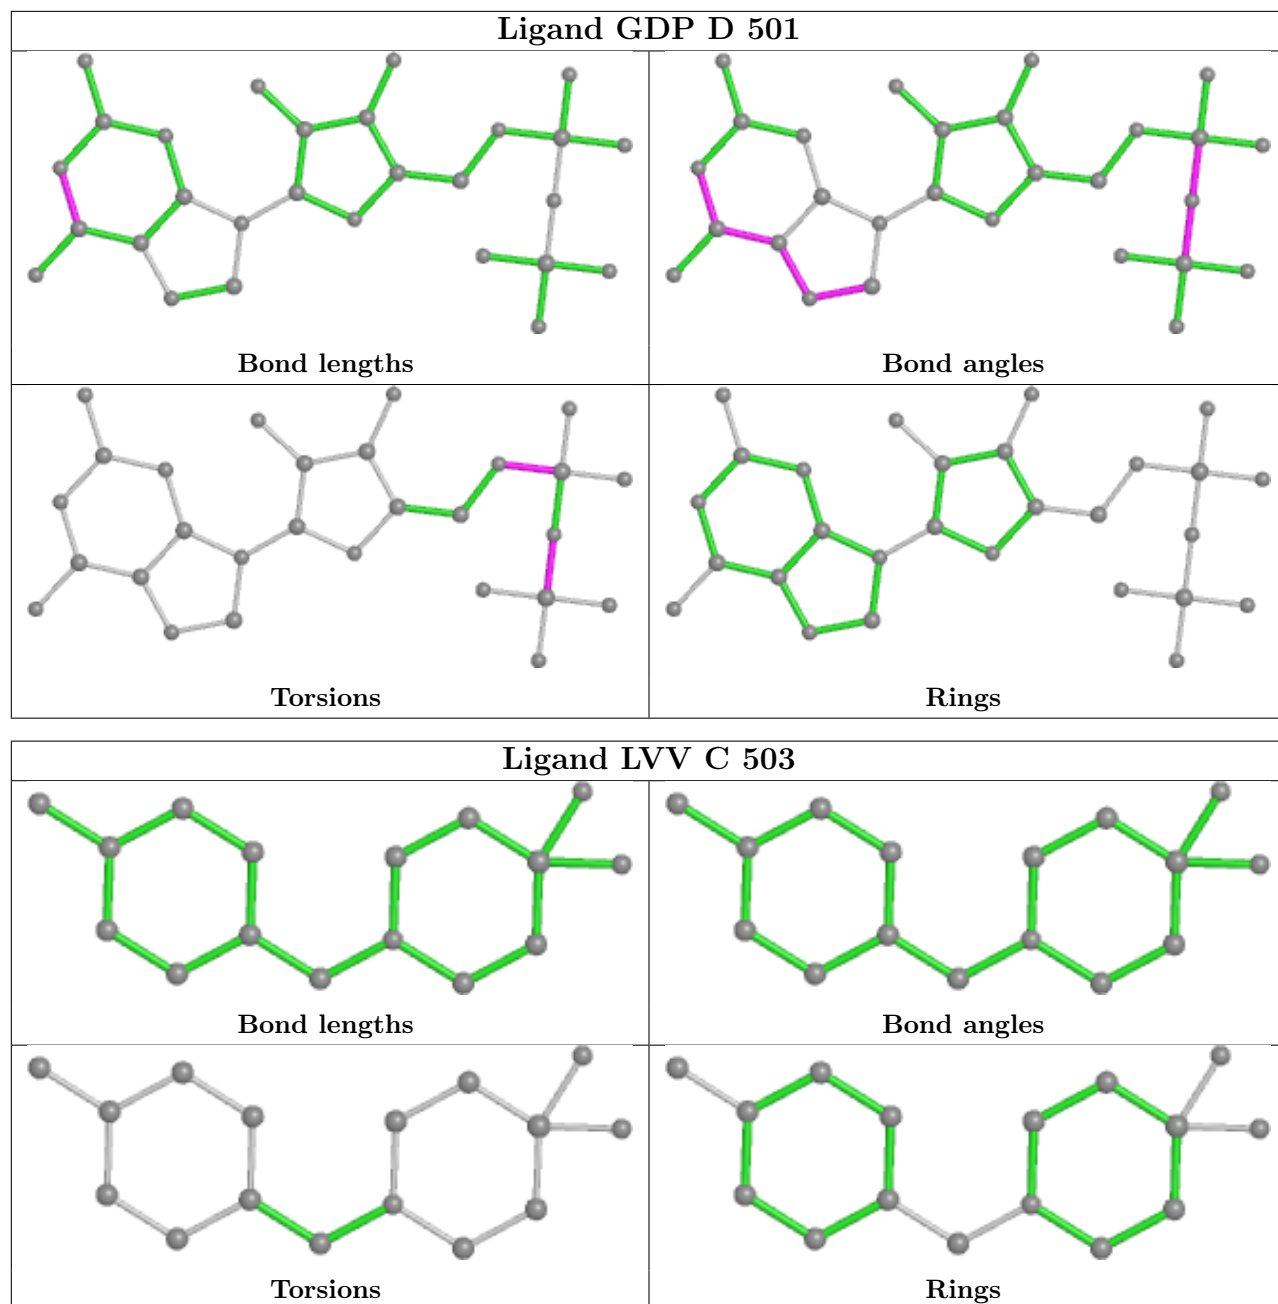 Ligand GDP D 501
Bond lengths
Bond angles
Torsions
Rings
Ligand LVV C 503
Bond lengths
Bond angles
Torsions
Rings